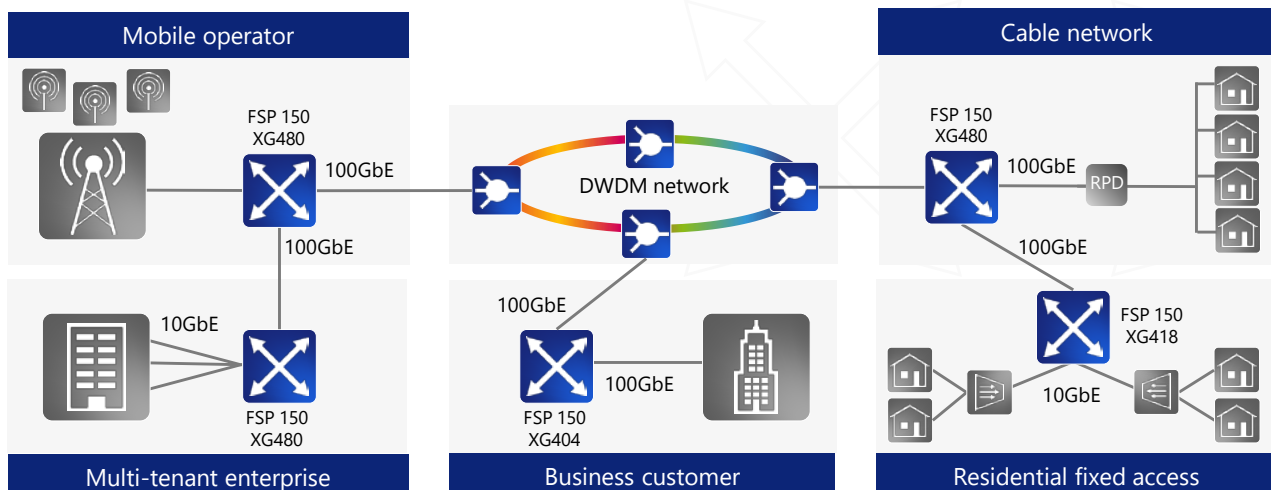 Mobile operator
FSP 150
XG480
100GbE
100GbE
10GbE
FSP 150
XG480
Multi-tenant enterprise
DWDM network
100GbE
100GbE
FSP 150
XG404
Business customer
Cable network
FSP 150
XG480
100GbE
RPD
100GbE
FSP 150
XG418
10GbE
Residential fixed access